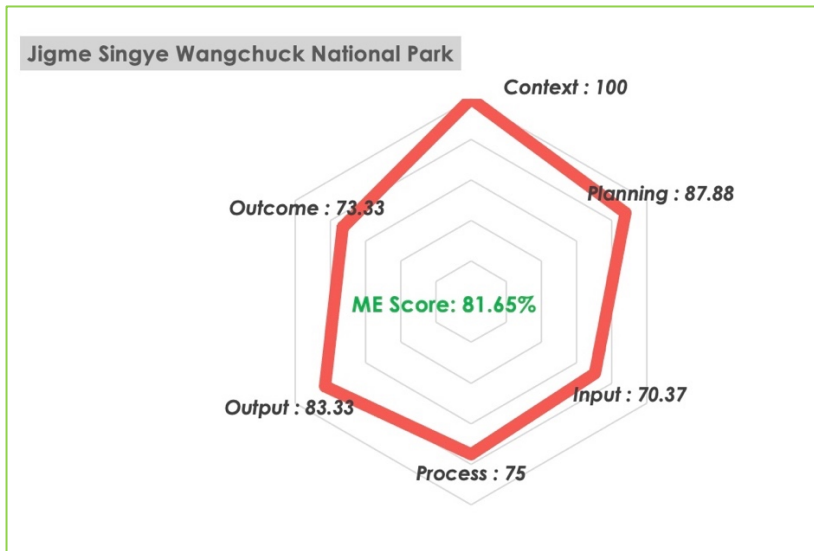 Jigme Singye Wangchuck National Park
Context : 100
Planning : 87.88
Outcome : 73.33
ME Score: 81.65%
Input : 70.37
Output : 83.33
Process : 75